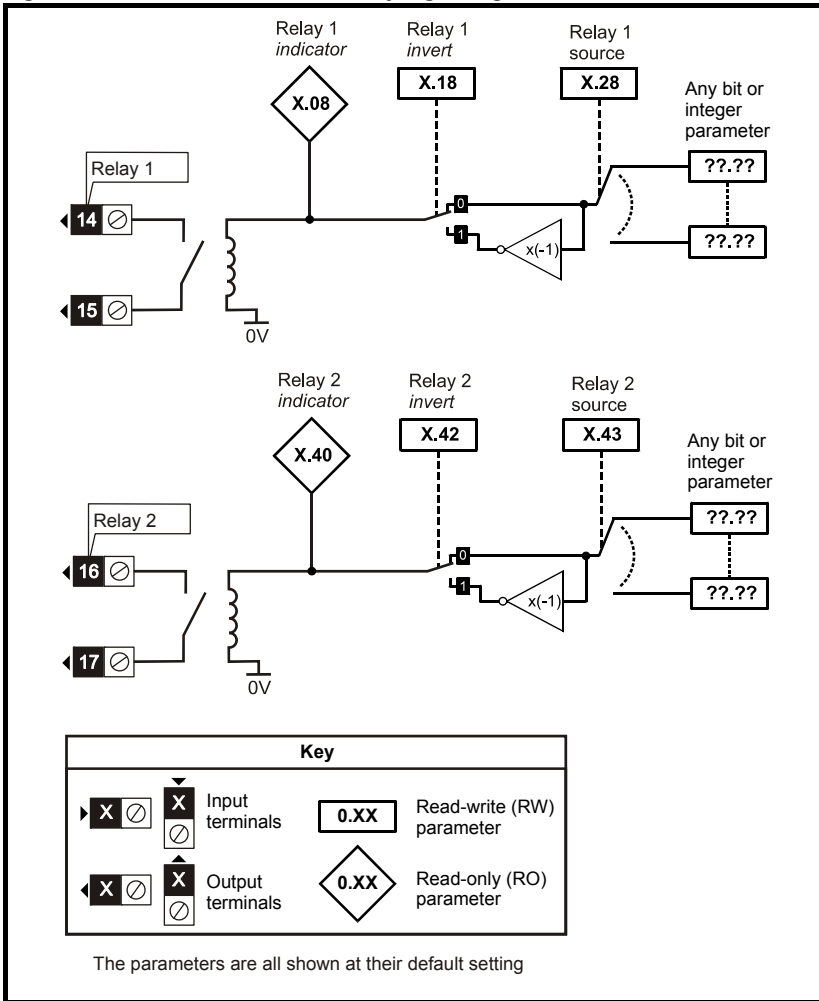 Relay 1
indicator
Relay 1
invert
Relay 1
source
X.08
X.18
X.28
Any bit or
integer
parameter
Relay 1
??.??
14
0
1
x(-1)
??.??
15
0V
Relay 2
indicator
Relay 2
invert
Relay 2
source
X.40
X.42
X.43
Any bit or
integer
parameter
Relay 2
??.??
16
0
1
x(-1)
??.??
17
0V
Key
X
X
Input
terminals
0.XX
Read-write (RW)
parameter
X
X
Output
terminals
0.XX
Read-only (RO)
parameter
The parameters are all shown at their default setting